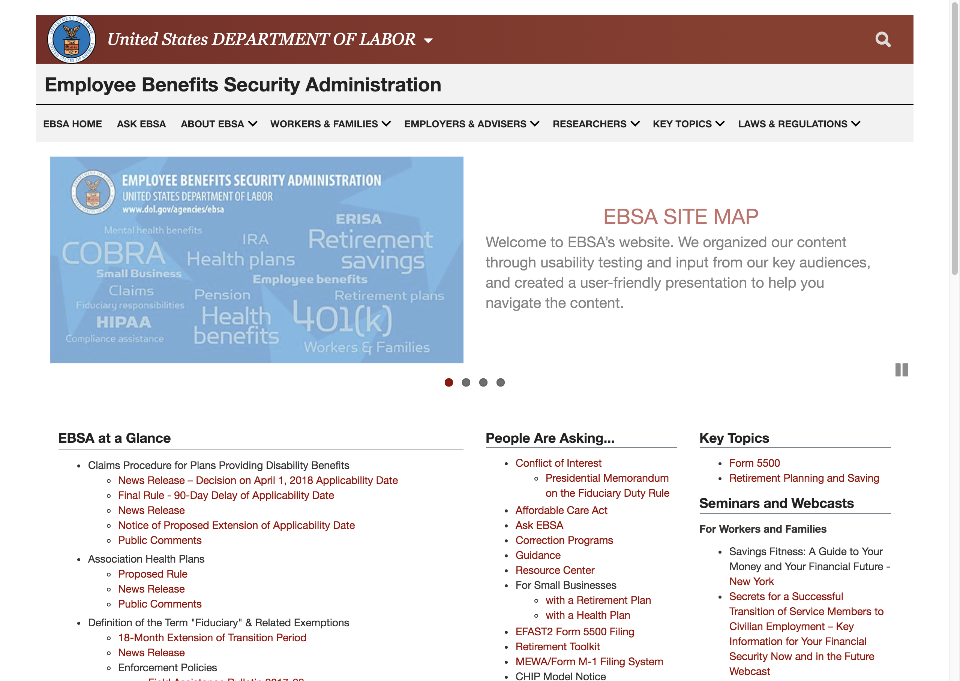 United States DEPARTMENT OF LABOR
Employee Benefits Security Administration
EBSA HOME ASK EBSA ABOUT EBSA WORKERS & FAMILIES EMPLOYERS & ADVISERS RESEARCHERS KEY TOPICS LAWS & REGULATIONS
EMPLOYEE BENEFITS SECURITY ADMINISTRATION
UNITED STATES DEPARTMENT OF LABOR
www.dol.gov/agencies/ebsa
ERISA
Mental health benefits
IRA
Retirement
COBRA
Health plans
savings
Small Business
Employee benefits
Claims
Pension
Retirement plans
Fiduciary responsibilities
Health
401(k)
HIPAA
benefits
Compliance assistance
Workers & Families
EBSA SITE MAP
Welcome to EBSA's website. We organized our content
through usability testing and input from our key audiences,
and created a user-friendly presentation to help you
navigate the content.
EBSA at a Glance
Claims Procedure for Plans Providing Disability Benefits
News Release – Decision on April 1, 2018 Applicability Date
Final Rule - 90-Day Delay of Applicability Date
News Release
Notice of Proposed Extension of Applicability Date
Public Comments
Association Health Plans
Proposed Rule
News Release
Public Comments
Definition of the Term "Fiduciary" & Related Exemptions
18-Month Extension of Transition Period
News Release
Enforcement Policies
People Are Asking...
Conflict of Interest
Presidential Memorandum
on the Fiduciary Duty Rule
Affordable Care Act
Ask EBSA
Correction Programs
Guidance
Resource Center
For Small Businesses
with a Retirement Plan
with a Health Plan
EFAST2 Form 5500 Filing
Retirement Toolkit
MEWA/Form M-1 Filing System
CHIP Model Notice
Key Topics
Form 5500
Retirement Planning and Saving
Seminars and Webcasts
For Workers and Families
Savings Fitness: A Guide to Your
Money and Your Financial Future -
New York
Secrets for a Successful
Transition of Service Members to
Civilian Employment – Key
Information for Your Financial
Security Now and in the Future
Webcast